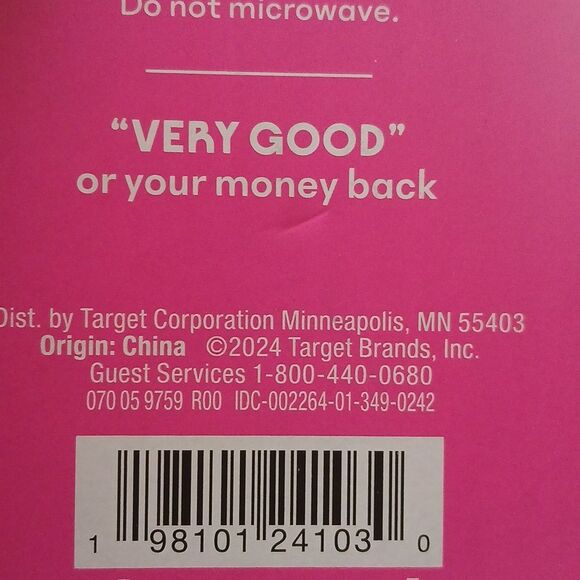 Do not microwave.
“VERY GOOD”
or your money back
Dist. by Target Corporation Minneapolis, MN 55403
Origin: China ©2024 Target Brands, Inc.
Guest Services 1-800-440-0680
070 05 9759 R00 IDC-002264-01-349-0242
1 98101 24103 0